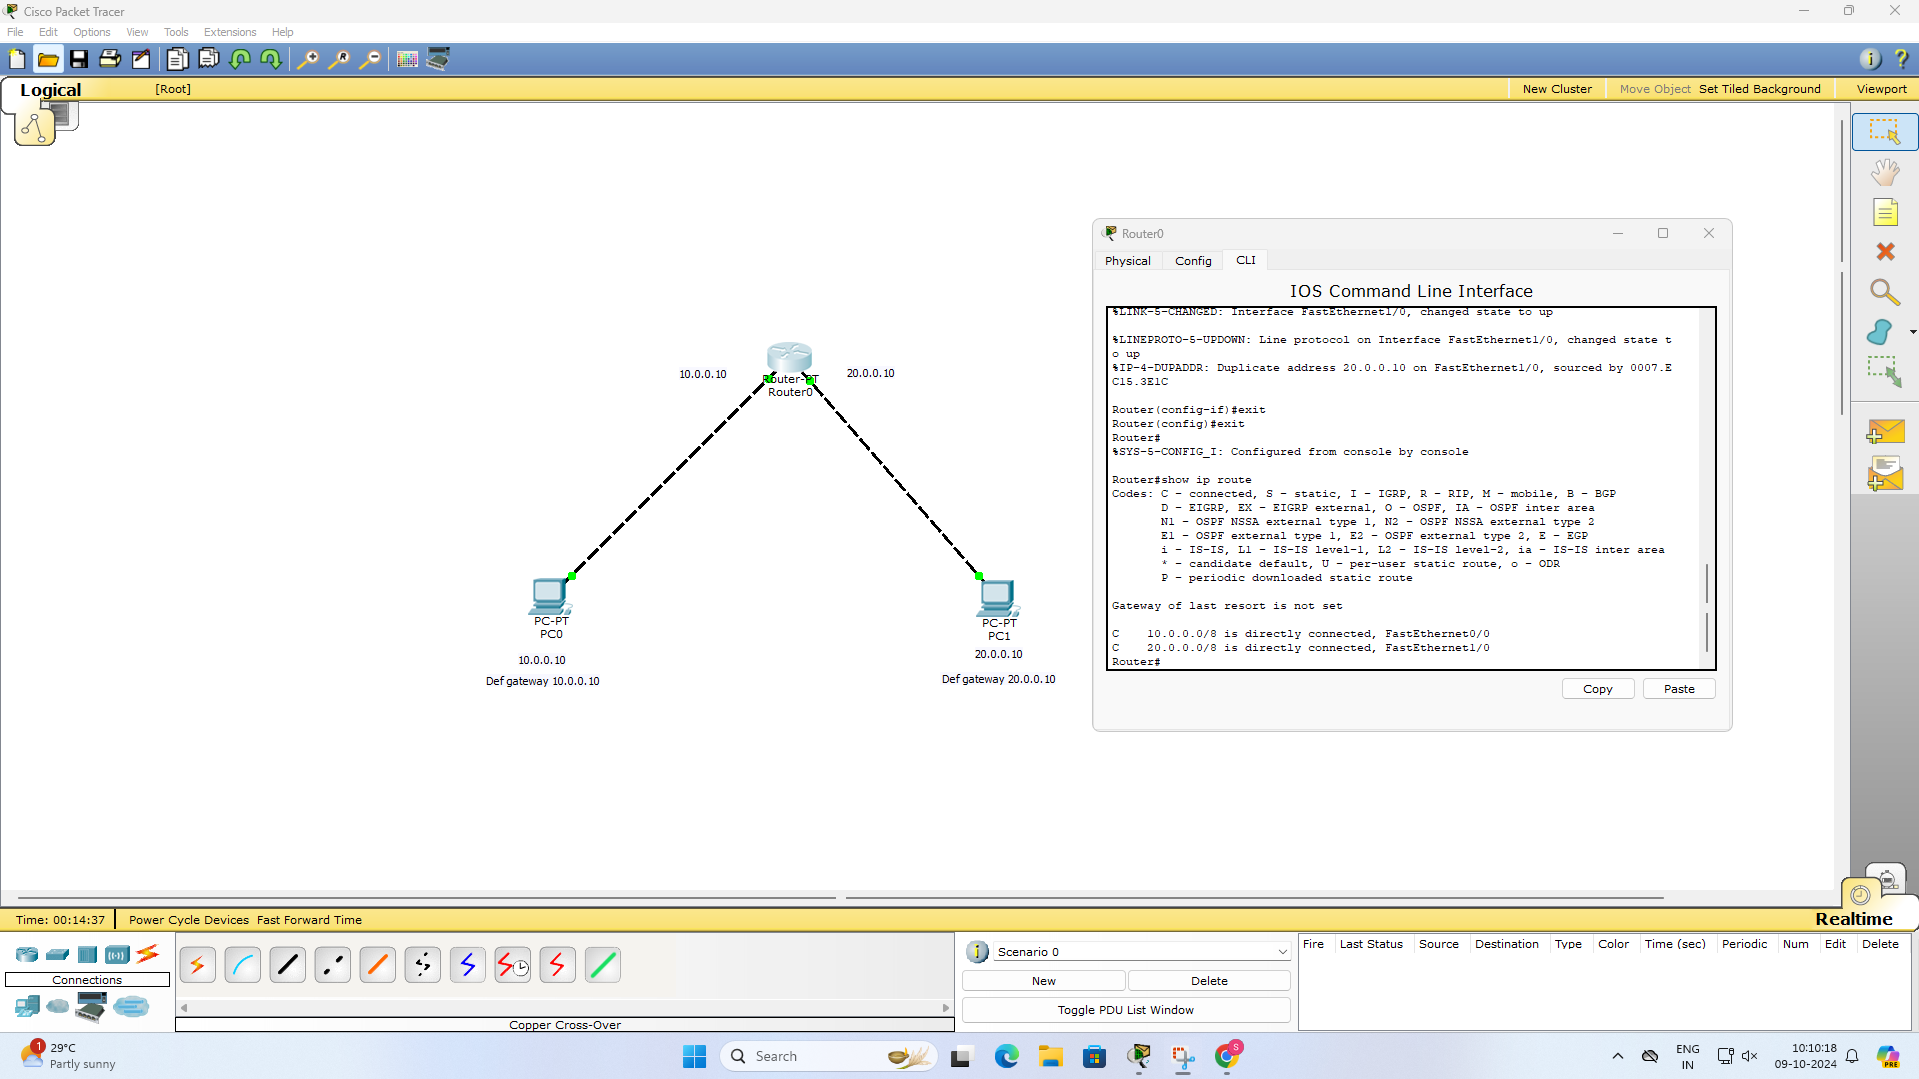 Cisco Packet Tracer
File Edit Options View Tools Extensions Help
Logical [Root] New Cluster Move Object Set Tiled Background Viewport
Router0
Physical Config CLI
IOS Command Line Interface
%LINK-5-CHANGED: Interface FastEthernet1/0, changed state to up
%LINEPROTO-5-UPDOWN: Line protocol on Interface FastEthernet1/0, changed state t
o up
%IP-4-DUPADDR: Duplicate address 20.0.0.10 on FastEthernet1/0, sourced by 0007.E
C15.3E1C
Router(config-if)#exit
Router(config)#exit
Router#
%SYS-5-CONFIG_I: Configured from console by console
Router#show ip route
Codes: C - connected, S - static, I - IGRP, R - RIP, M - mobile, B - BGP
D - EIGRP, EX - EIGRP external, O - OSPF, IA - OSPF inter area
N1 - OSPF NSSA external type 1, N2 - OSPF NSSA external type 2
E1 - OSPF external type 1, E2 - OSPF external type 2, E - EGP
i - IS-IS, L1 - IS-IS level-1, L2 - IS-IS level-2, ia - IS-IS inter area
* - candidate default, U - per-user static route, o - ODR
P - periodic downloaded static route
Gateway of last resort is not set
C 10.0.0.0/8 is directly connected, FastEthernet0/0
C 20.0.0.0/8 is directly connected, FastEthernet1/0
Router#
Copy Paste
10.0.0.10
20.0.0.10
Router-PT
Router0
PC-PT
PC0
10.0.0.10
Def gateway 10.0.0.10
PC-PT
PC1
20.0.0.10
Def gateway 20.0.0.10
Realtime
Time: 00:14:37 Power Cycle Devices Fast Forward Time
Connections
Copper Cross-Over
Scenario 0
New Delete
Toggle PDU List Window
Fire Last Status Source Destination Type Color Time (sec) Periodic Num Edit Delete
1
29°C
Partly sunny
Search
S
ENG
IN
10:10:18
09-10-2024
PRE